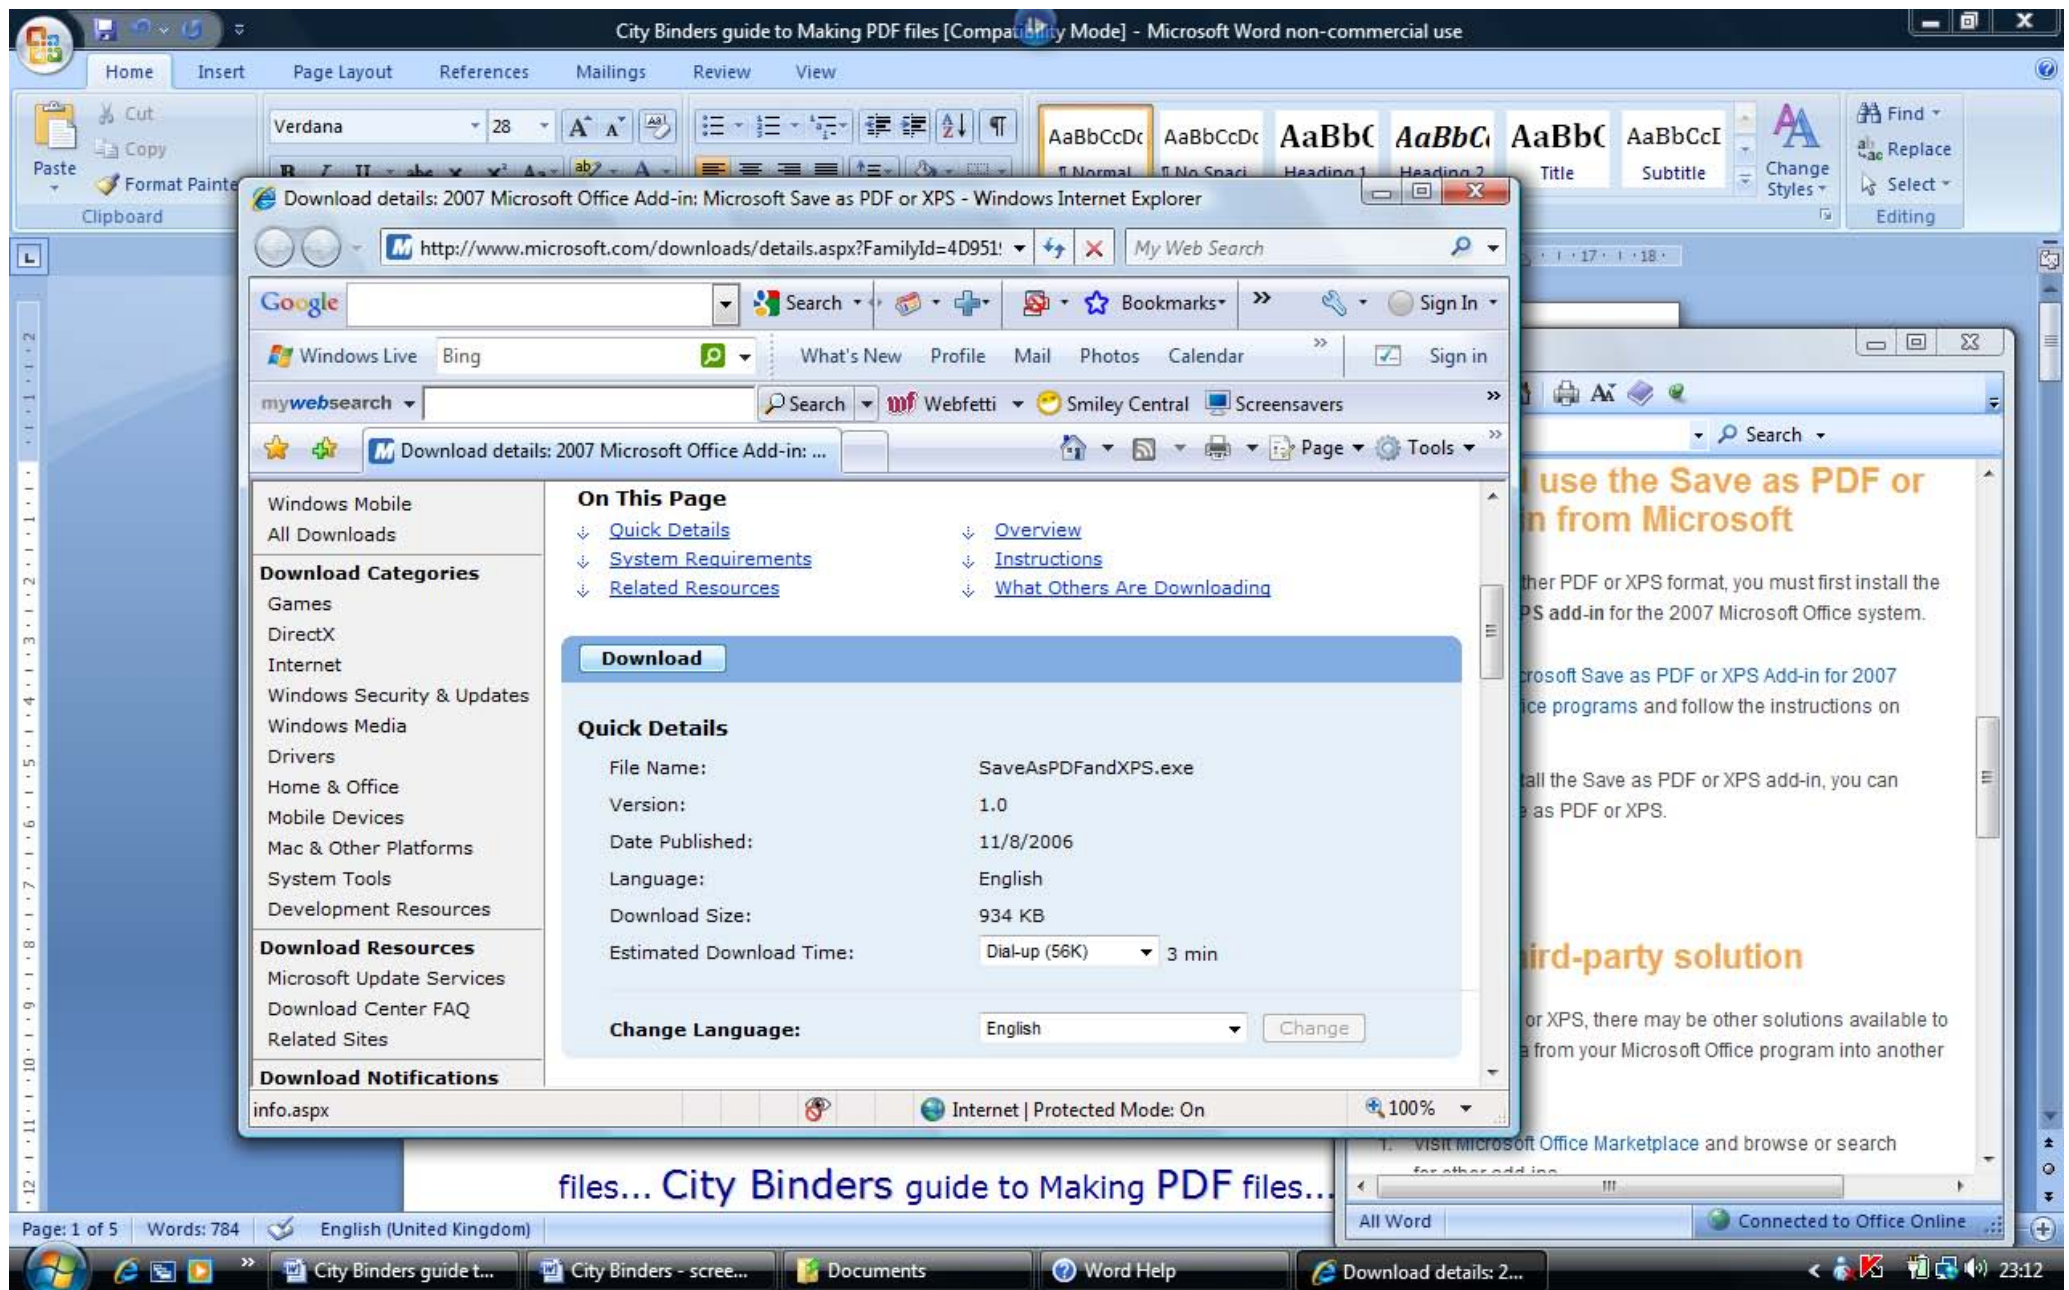 City Binders guide to Making PDF files [Compatibility Mode] - Microsoft Word non-commercial use
Home Insert Page Layout References Mailings Review View
Cut
Copy
Paste
Format Painte
Clipboard
Verdana 28
AaBbCcDc AaBbCcDc AaBbC AaBbC AaBbC AaBbCcI
¶ Normal ¶ No Spaci... Heading 1 Heading 2 Title Subtitle
Change Styles
Find
Replace
Select
Editing
Download details: 2007 Microsoft Office Add-in: Microsoft Save as PDF or XPS - Windows Internet Explorer
http://www.microsoft.com/downloads/details.aspx?FamilyId=4D951! My Web Search
Google Search Bookmarks Sign In
Windows Live Bing What's New Profile Mail Photos Calendar Sign in
mywebsearch Search Webfetti Smiley Central Screensavers
Download details: 2007 Microsoft Office Add-in: ... Page Tools
Windows Mobile
All Downloads
Download Categories
Games
DirectX
Internet
Windows Security & Updates
Windows Media
Drivers
Home & Office
Mobile Devices
Mac & Other Platforms
System Tools
Development Resources
Download Resources
Microsoft Update Services
Download Center FAQ
Related Sites
Download Notifications
On This Page
Quick Details Overview
System Requirements Instructions
Related Resources What Others Are Downloading
Download
Quick Details
File Name: SaveAsPDFandXPS.exe
Version: 1.0
Date Published: 11/8/2006
Language: English
Download Size: 934 KB
Estimated Download Time: Dial-up (56K) 3 min
Change Language: English Change
info.aspx Internet | Protected Mode: On 100%
17 18
Search
use the Save as PDF or
n from Microsoft
ther PDF or XPS format, you must first install the
PS add-in for the 2007 Microsoft Office system.
rosoft Save as PDF or XPS Add-in for 2007
ice programs and follow the instructions on
tall the Save as PDF or XPS add-in, you can
e as PDF or XPS.
ird-party solution
or XPS, there may be other solutions available to
a from your Microsoft Office program into another
1. Visit Microsoft Office Marketplace and browse or search
for other add-ins
All Word Connected to Office Online
files... City Binders guide to Making PDF files...
Page: 1 of 5 Words: 784 English (United Kingdom)
City Binders guide t... City Binders - scree... Documents Word Help Download details: 2... 23:12